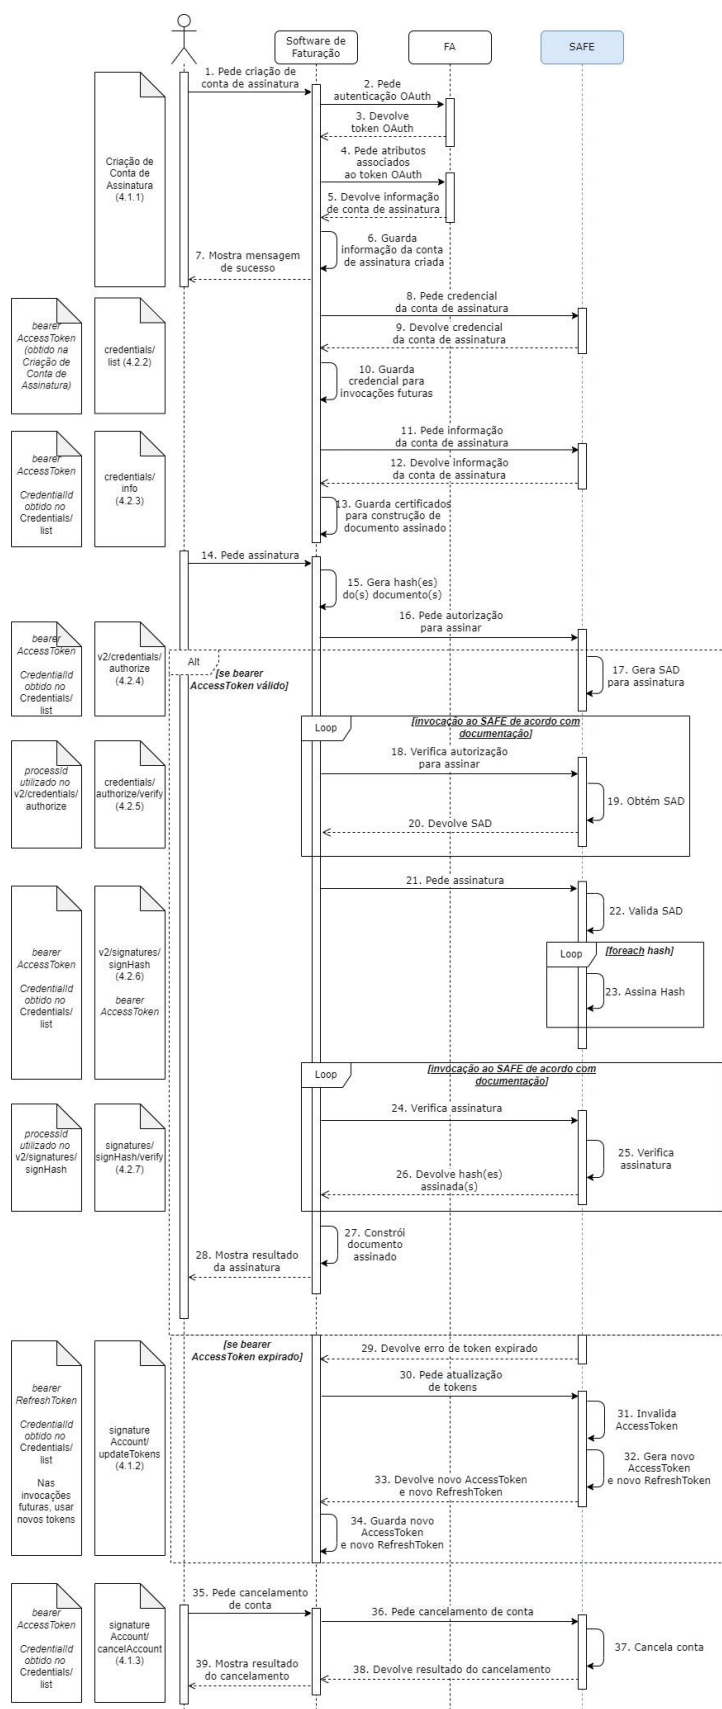 Software de
Faturação
FA
SAFE
1. Pede criação de
conta de assinatura
2. Pede
autenticação OAuth
3. Devolve
token OAuth
4. Pede atributos
associados
ao token OAuth
Criação de
Conta de
Assinatura
(4.1.1)
5. Devolve informação
de conta de assinatura
6. Guarda
informação da conta
de assinatura criada
7. Mostra mensagem
de sucesso
8. Pede credencial
da conta de assinatura
bearer
AccessToken
(obtido na
Criação de
Conta de
Assinatura)
credentials/
list (4.2.2)
9. Devolve credencial
da conta de assinatura
10. Guarda
credencial para
invocações futuras
11. Pede informação
da conta de assinatura
bearer
AccessToken
CredentialId
obtido no
Credentials/
list
credentials/
info
(4.2.3)
12. Devolve informação
da conta de assinatura
13. Guarda certificados
para construção de
documento assinado
14. Pede assinatura
15. Gera hash(es)
do(s) documento(s)
16. Pede autorização
para assinar
bearer
AccessToken
CredentialId
obtido no
Credentials/
list
v2/credentials/
authorize
(4.2.4)
Alt
[se bearer
AccessToken válido]
17. Gera SAD
para assinatura
Loop
[invocação ao SAFE de acordo com
documentação]
18. Verifica autorização
para assinar
processid
utilizado no
v2/credentials/
authorize
credentials/
authorize/verify
(4.2.5)
19. Obtém SAD
20. Devolve SAD
21. Pede assinatura
22. Valida SAD
bearer
AccessToken
CredentialId
obtido no
Credentials/
list
v2/signatures/
signHash
(4.2.6)
bearer
AccessToken
Loop
[foreach hash]
23. Assina Hash
Loop
[invocação ao SAFE de acordo com
documentação]
24. Verifica assinatura
processid
utilizado no
v2/signatures/
signHash
signatures/
signHash/verify
(4.2.7)
25. Verifica
assinatura
26. Devolve hash(es)
assinada(s)
27. Constrói
documento
assinado
28. Mostra resultado
da assinatura
[se bearer
AccessToken expirado]
29. Devolve erro de token expirado
30. Pede atualização
de tokens
bearer
RefreshToken
CredentialId
obtido no
Credentials/
list
Nas
invocações
futuras, usar
novos tokens
signature
Account/
updateTokens
(4.1.2)
31. Invalida
AccessToken
32. Gera novo
AccessToken
e novo RefreshToken
33. Devolve novo AccessToken
e novo RefreshToken
34. Guarda novo
AccessToken
e novo RefreshToken
35. Pede cancelamento
de conta
36. Pede cancelamento de conta
bearer
AccessToken
CredentialId
obtido no
Credentials/
list
signature
Account/
cancelAccount
(4.1.3)
37. Cancela conta
38. Devolve resultado do cancelamento
39. Mostra resultado
do cancelamento